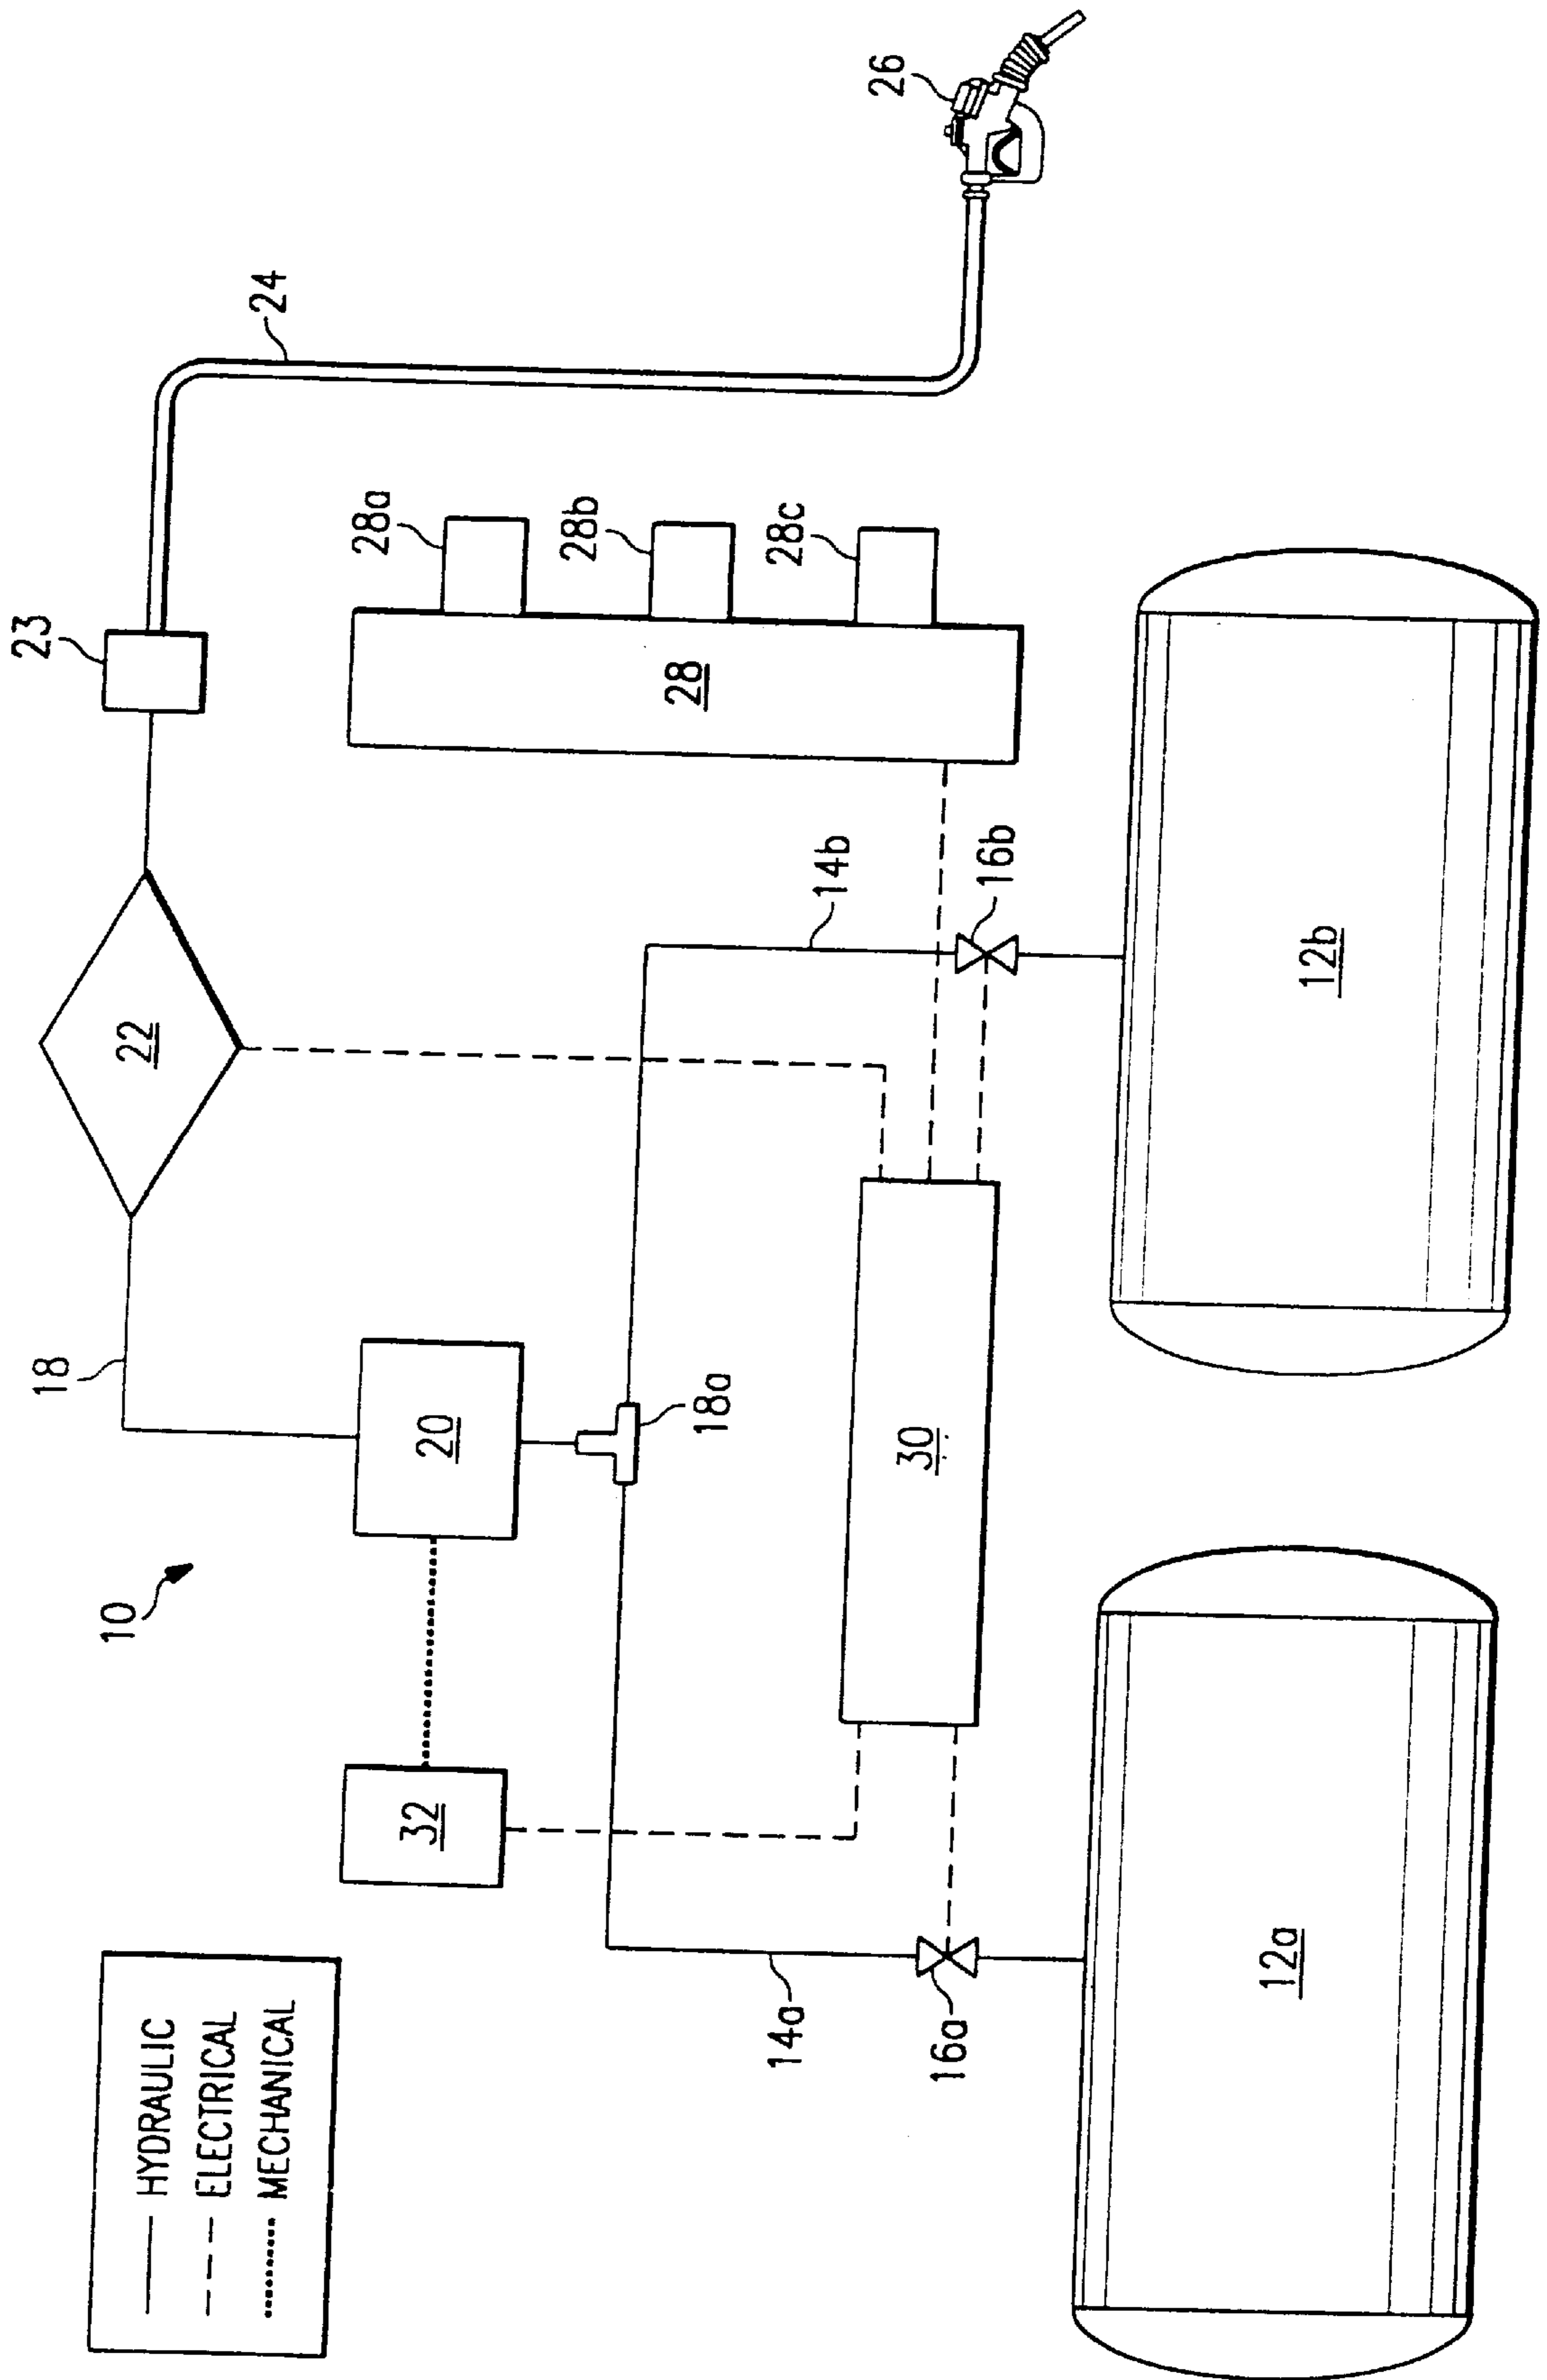 HYDRAULIC
ELECTRICAL
MECHANICAL
10
18
22
23
24
26
32
20
18a
28
28a
28b
28c
14a
16a
30
14b
16b
12a
12b